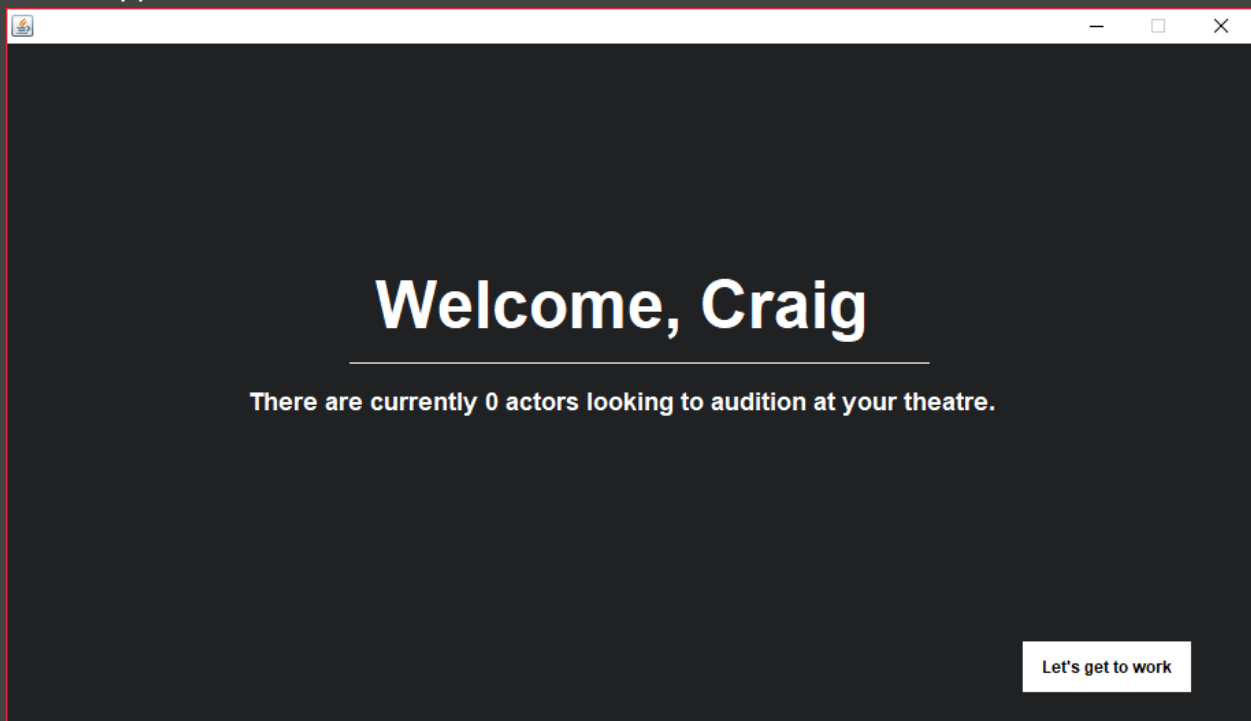 Welcome, Craig
There are currently 0 actors looking to audition at your theatre.
Let's get to work